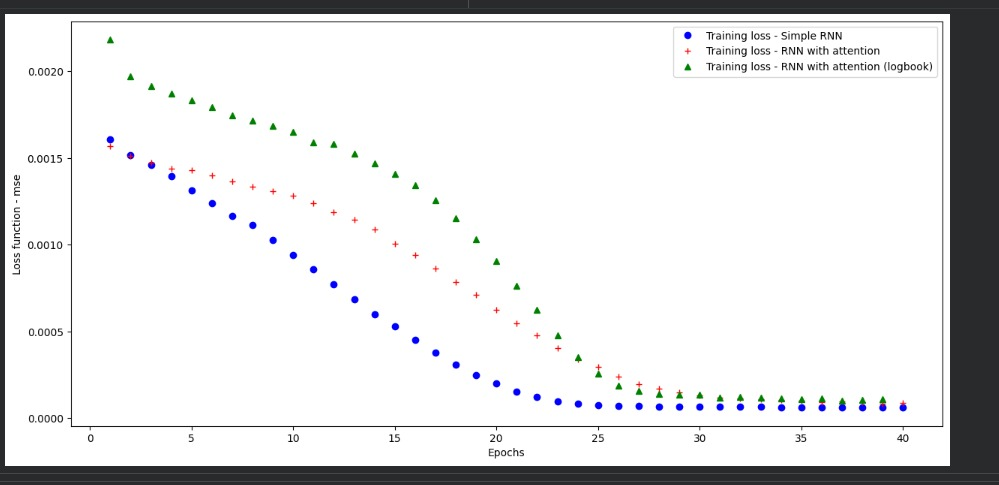 Training loss - Simple RNN
Training loss - RNN with attention
Training loss - RNN with attention (logbook)
0.0020
0.0015
0.0010
0.0005
0.0000
Loss function - mse
0 5 10 15 20 25 30 35 40
Epochs